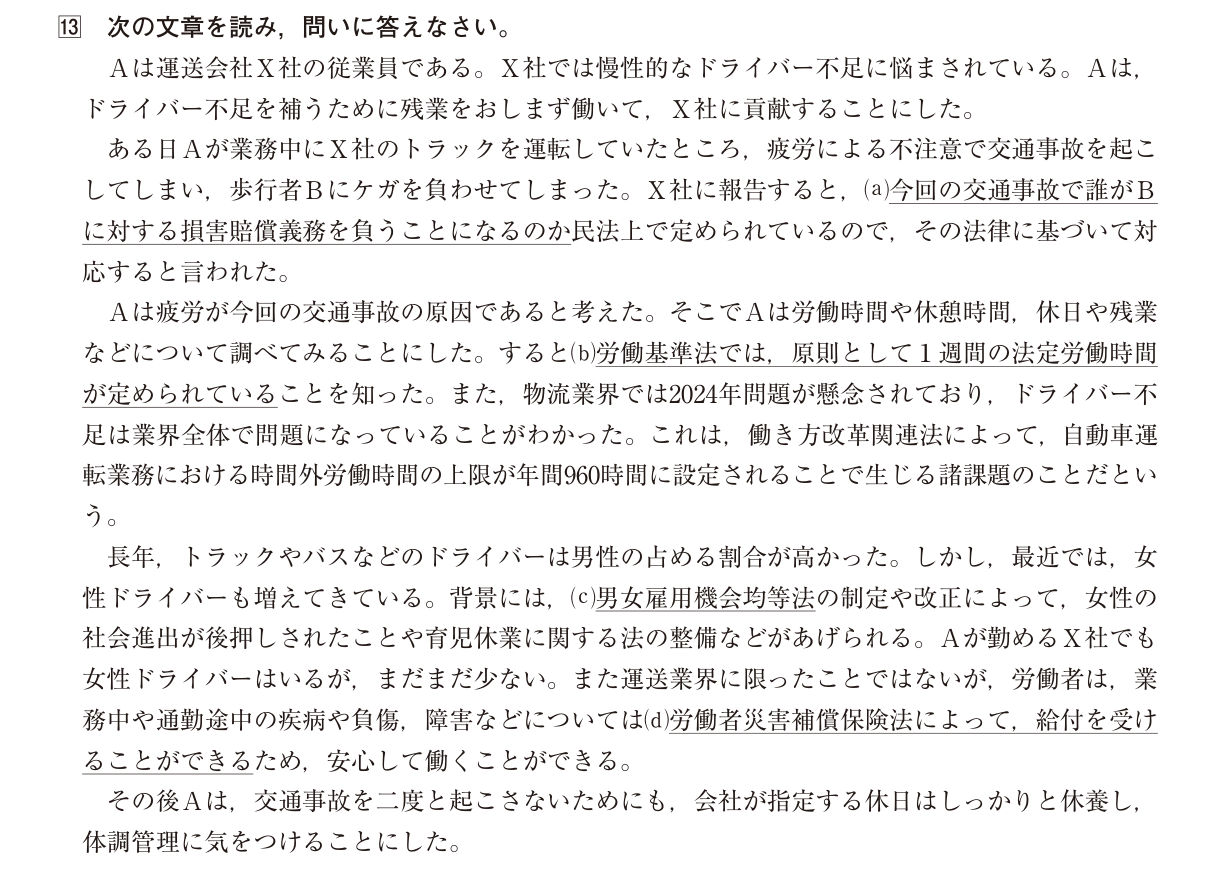 13 次の文章を読み，問いに答えなさい。
Ａは運送会社Ｘ社の従業員である。Ｘ社では慢性的なドライバー不足に悩まされている。Ａは，
ドライバー不足を補うために残業をおしまず働いて，Ｘ社に貢献することにした。
ある日Ａが業務中にＸ社のトラックを運転していたところ，疲労による不注意で交通事故を起こ
してしまい，歩行者Ｂにケガを負わせてしまった。Ｘ社に報告すると，(a)今回の交通事故で誰がＢ
に対する損害賠償義務を負うことになるのか民法上で定められているので，その法律に基づいて対
応すると言われた。
Ａは疲労が今回の交通事故の原因であると考えた。そこでＡは労働時間や休憩時間，休日や残業
などについて調べてみることにした。すると(b)労働基準法では，原則として１週間の法定労働時間
が定められていることを知った。また，物流業界では2024年問題が懸念されており，ドライバー不
足は業界全体で問題になっていることがわかった。これは，働き方改革関連法によって，自動車運
転業務における時間外労働時間の上限が年間960時間に設定されることで生じる諸課題のことだとい
う。
長年，トラックやバスなどのドライバーは男性の占める割合が高かった。しかし，最近では，女
性ドライバーも増えてきている。背景には，(c)男女雇用機会均等法の制定や改正によって，女性の
社会進出が後押しされたことや育児休業に関する法の整備などがあげられる。Ａが勤めるＸ社でも
女性ドライバーはいるが，まだまだ少ない。また運送業界に限ったことではないが，労働者は，業
務中や通勤途中の疾病や負傷，障害などについては(d)労働者災害補償保険法によって，給付を受け
ることができるため，安心して働くことができる。
その後Ａは，交通事故を二度と起こさないためにも，会社が指定する休日はしっかりと休養し，
体調管理に気をつけることにした。